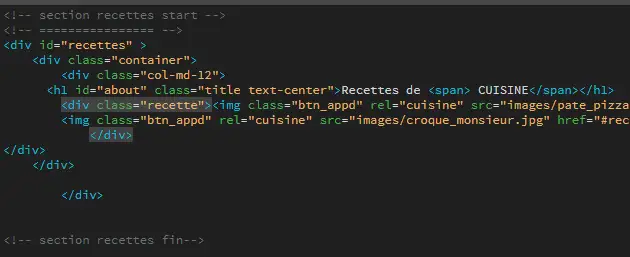 <!-- section recettes start -->
<!-- ================ -->
<div id="recettes" >
<div class="container">
<div class="col-md-12">
<h1 id="about" class="title text-center">Recettes de <span> CUISINE</span></h1>
<div class="recette"><img class="btn_appd" rel="cuisine" src="images/pate_pizza
<img class="btn_appd" rel="cuisine" src="images/croque_monsieur.jpg" href="#rec
</div>
</div>
</div>
</div>
<!-- section recettes fin-->